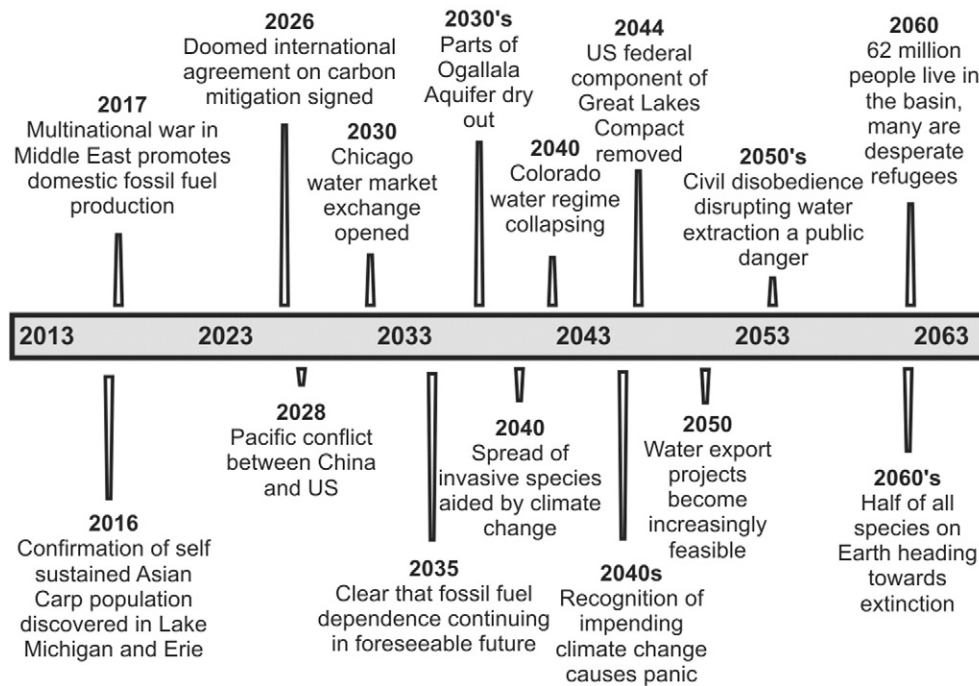 2017
Multinational war in
Middle East promotes
domestic fossil fuel
production
2026
Doomed international
agreement on carbon
mitigation signed
2030
Chicago
water market
exchange
opened
2030's
Parts of
Ogallala
Aquifer dry
out
2040
Colorado
water regime
collapsing
2044
US federal
component of
Great Lakes
Compact
removed
2050's
Civil disobedience
disrupting water
extraction a public
danger
2060
62 million
people live in
the basin,
many are
desperate
refugees
2013 2023 2033 2043 2053 2063
2016
Confirmation of self
sustained Asian
Carp population
discovered in Lake
Michigan and Erie
2028
Pacific conflict
between China
and US
2035
Clear that fossil fuel
dependence continuing
in foreseeable future
2040
Spread of
invasive species
aided by climate
change
2040s
Recognition of
impending
climate change
causes panic
2050
Water export
projects
become
increasingly
feasible
2060's
Half of all
species on
Earth heading
towards
extinction